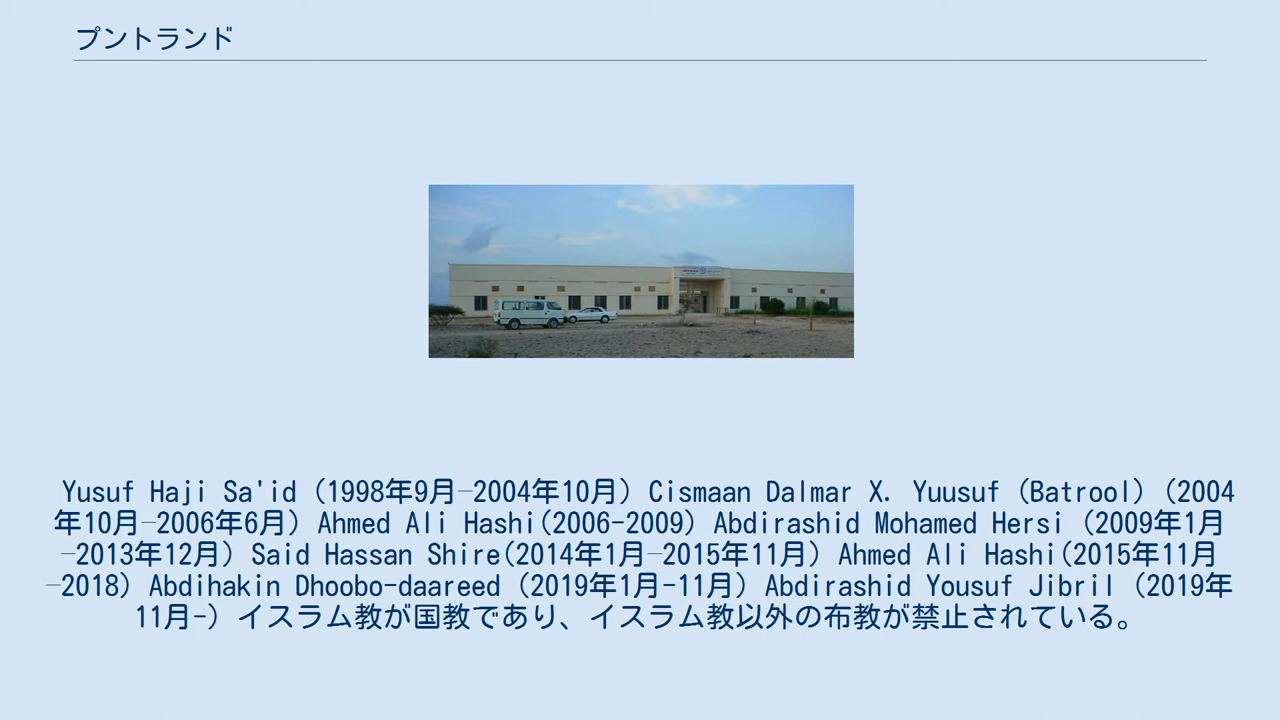 プントランド
Yusuf Haji Sa'id (1998年9月–2004年10月) Cismaan Dalmar X. Yuusuf (Batrool) (2004
年10月–2006年6月) Ahmed Ali Hashi(2006-2009) Abdirashid Mohamed Hersi (2009年1月
–2013年12月) Said Hassan Shire(2014年1月–2015年11月) Ahmed Ali Hashi(2015年11月
–2018) Abdihakin Dhoobo-daareed (2019年1月-11月) Abdirashid Yousuf Jibril (2019年
11月-) イスラム教が国教であり、イスラム教以外の布教が禁止されている。